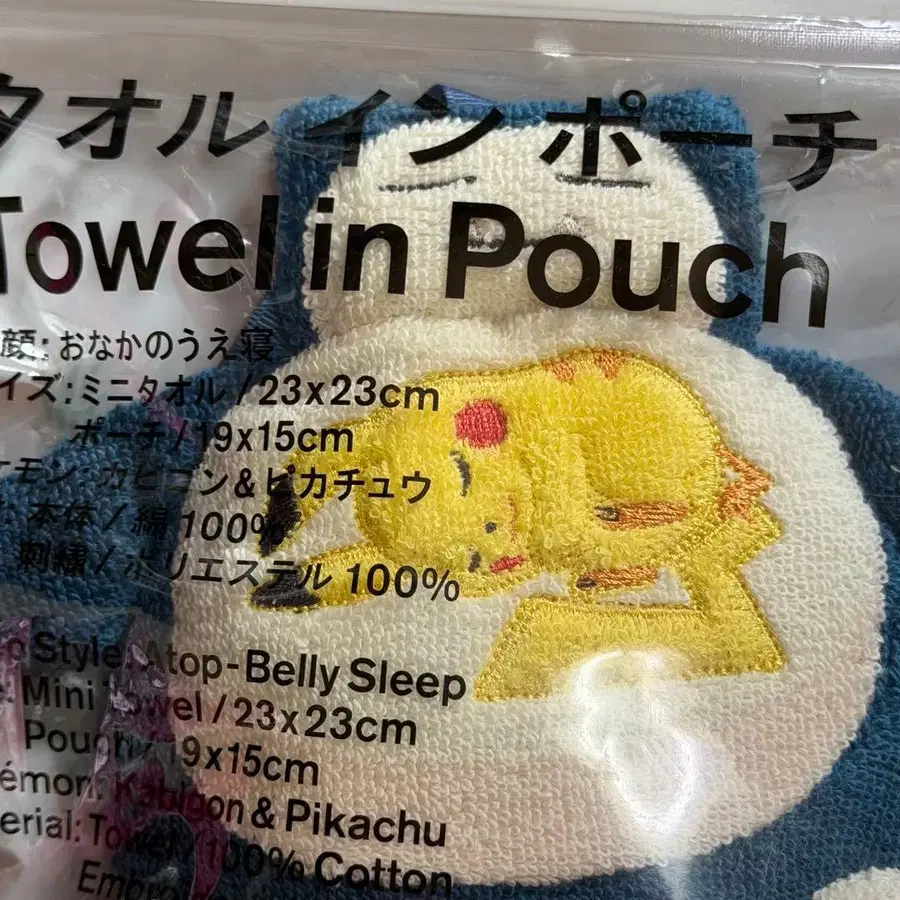 タオル イン ポーチ
Towel in Pouch
顔: おなかのうえ寝
イズ: ミニタオル / 23x23cm
ポーチ / 19x15cm
モン: カビゴン&ピカチュウ
本体 / 綿 100%
刺繍 / ポリエステル 100%
Style: Atop-Belly Sleep
: Mini Towel / 23x23cm
Pouch / 19x15cm
émon: Kabigon & Pikachu
erial: Towel / 100% Cotton